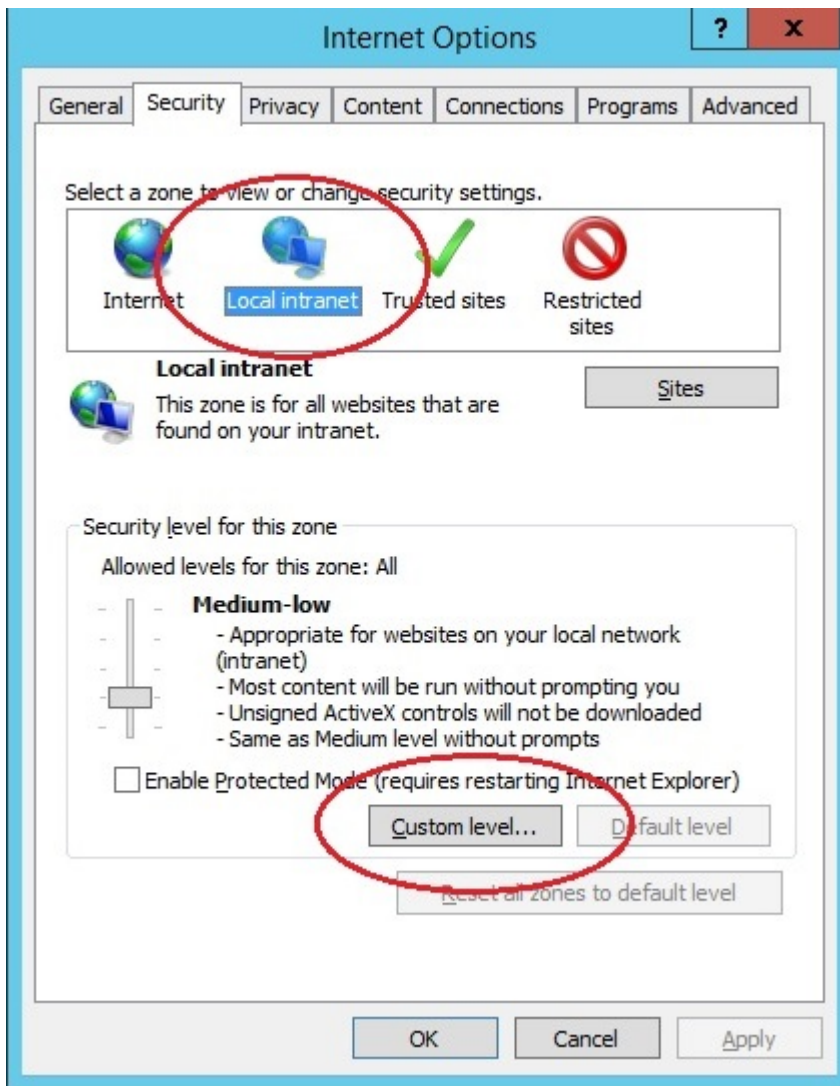 Internet Options
?
x
General Security Privacy Content Connections Programs Advanced
Select a zone to view or change security settings.
Internet Local intranet Trusted sites Restricted
sites
Local intranet
This zone is for all websites that are
found on your intranet.
Sites
Security level for this zone
Allowed levels for this zone: All
Medium-low
- Appropriate for websites on your local network
(intranet)
- Most content will be run without prompting you
- Unsigned ActiveX controls will not be downloaded
- Same as Medium level without prompts
Enable Protected Mode (requires restarting Internet Explorer)
Custom level... Default level
Reset all zones to default level
OK Cancel Apply